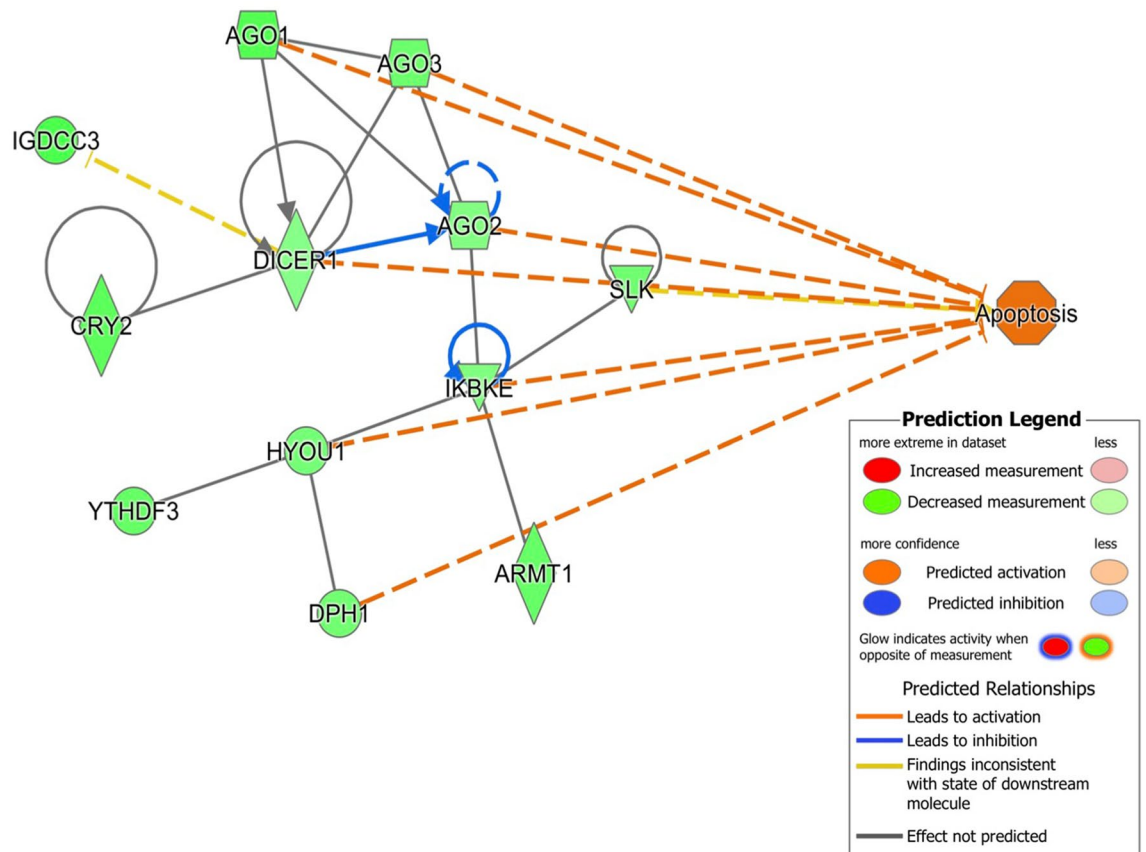 AGO1
AGO3
IGDCC3
AGO2
DICER1
SLK
CRY2
Apoptosis
IKBKE
HYOU1
YTHDF3
ARMT1
DPH1
Prediction Legend
more extreme in dataset less
Increased measurement
Decreased measurement
more confidence less
Predicted activation
Predicted inhibition
Glow indicates activity when
opposite of measurement
Predicted Relationships
Leads to activation
Leads to inhibition
Findings inconsistent
with state of downstream
molecule
Effect not predicted